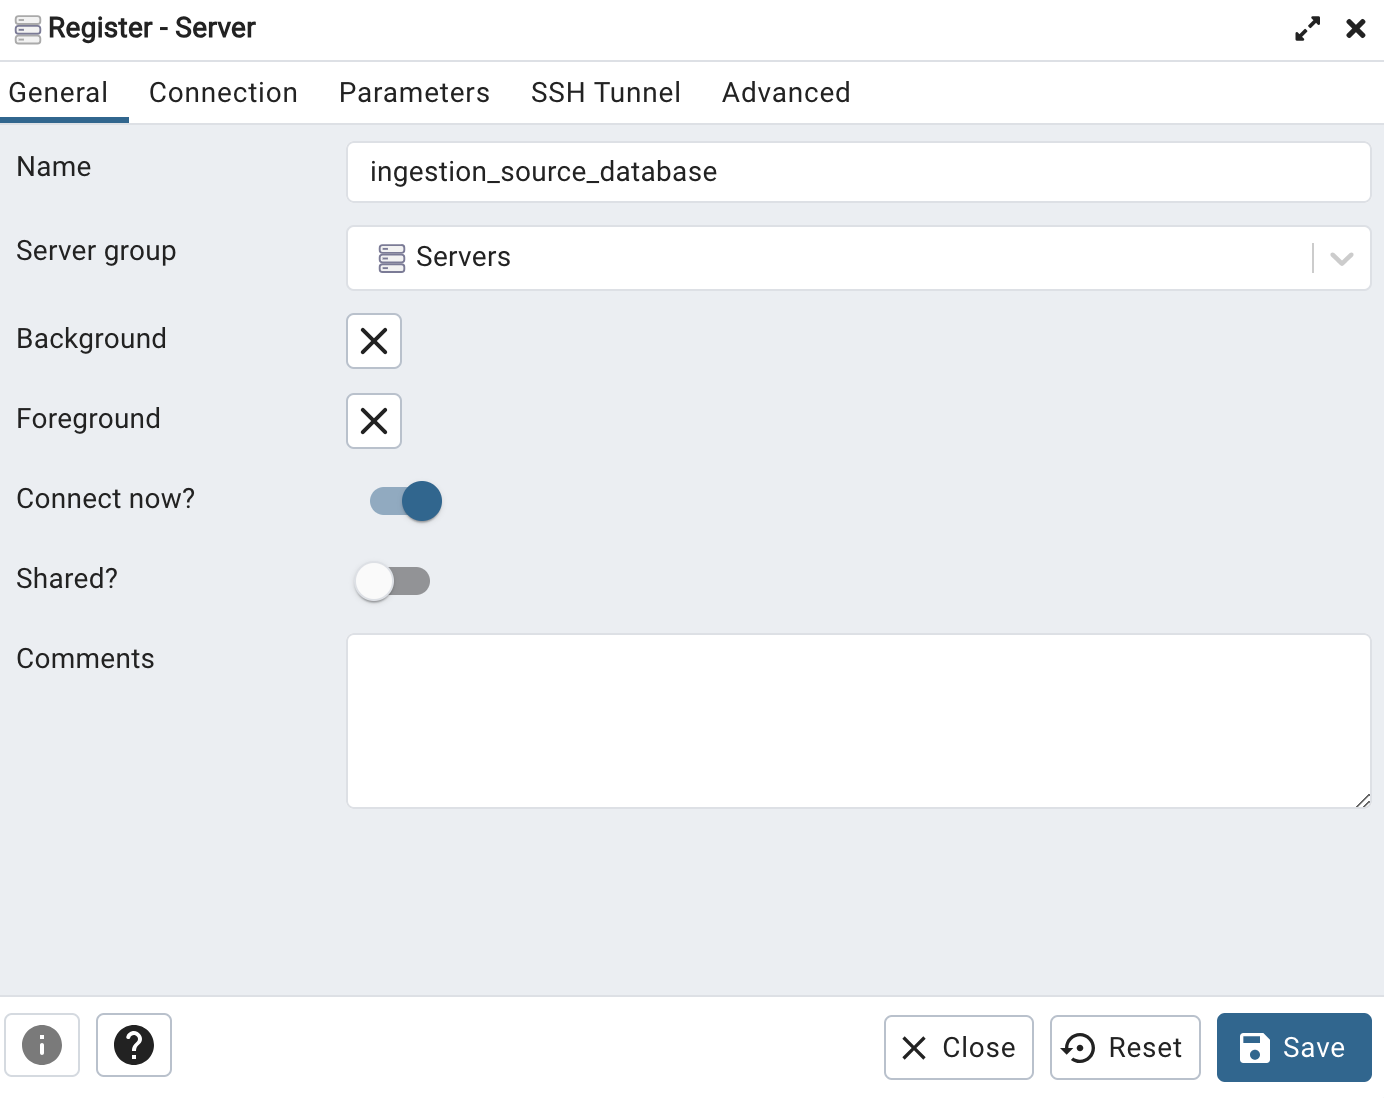 Register - Server
General Connection Parameters SSH Tunnel Advanced
Name ingestion_source_database
Server group Servers
Background
Foreground
Connect now?
Shared?
Comments
Close Reset Save